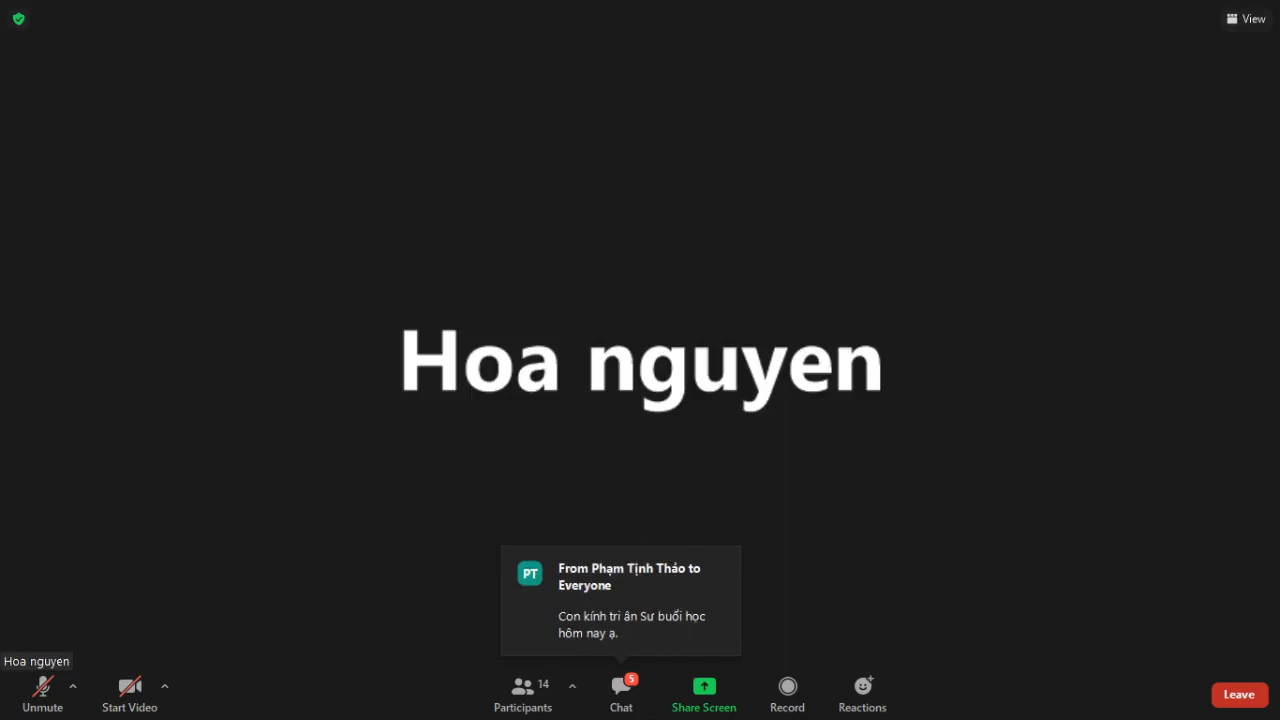 View
Hoa nguyen
PT
From Phạm Tịnh Thảo to
Everyone
Con kính tri ân Sư buổi học
hôm nay ạ.
Hoa nguyen
Unmute
Start Video
14
Participants
5
Chat
Share Screen
Record
Reactions
Leave